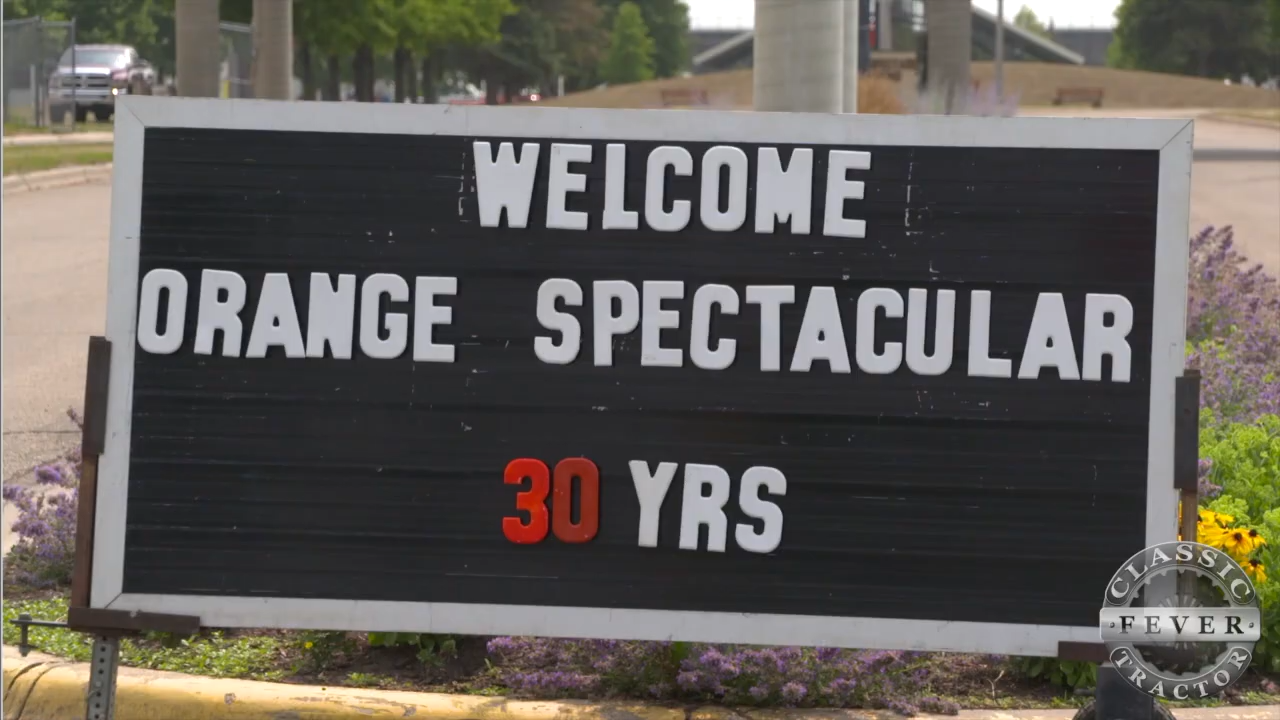 WELCOME
ORANGE SPECTACULAR
30 YRS
CLASSIC
FEVER
TRACTOR